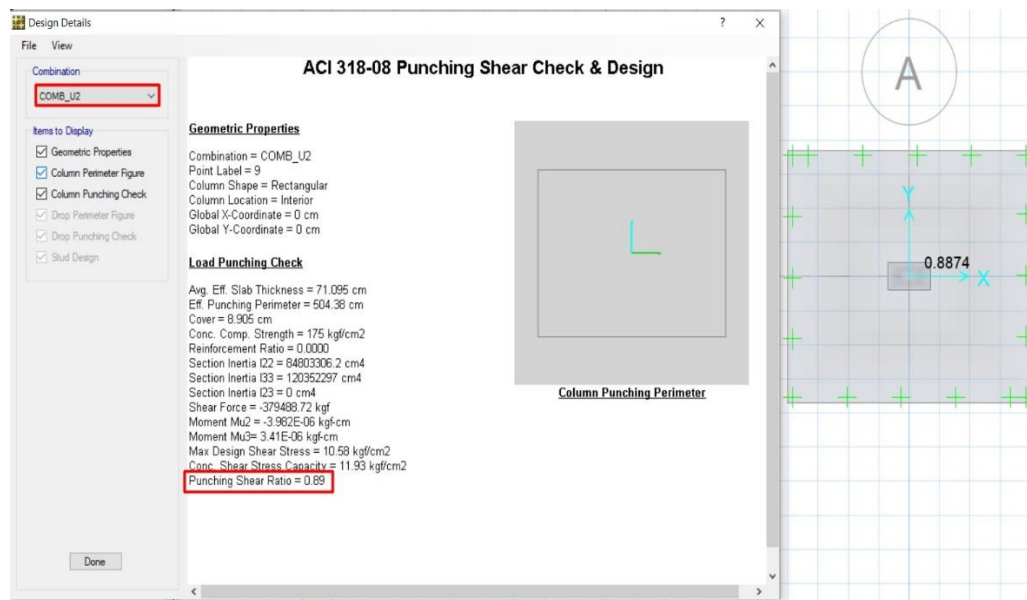 Design Details
? ×
File View
Combination
COMB_U2
Items to Display
Geometric Properties
Column Perimeter Figure
Column Punching Check
Drop Perimeter Figure
Drop Punching Check
Stud Design
Done
ACI 318-08 Punching Shear Check & Design
Geometric Properties
Combination = COMB_U2
Point Label = 9
Column Shape = Rectangular
Column Location = Interior
Global X-Coordinate = 0 cm
Global Y-Coordinate = 0 cm
Load Punching Check
Avg. Eff. Slab Thickness = 71.095 cm
Eff. Punching Perimeter = 504.38 cm
Cover = 8.905 cm
Conc. Comp. Strength = 175 kgf/cm2
Reinforcement Ratio = 0.0000
Section Inertia I22 = 84803306.2 cm4
Section Inertia I33 = 120352297 cm4
Section Inertia I23 = 0 cm4
Shear Force = -379488.72 kgf
Moment Mu2 = -3.982E-06 kgf-cm
Moment Mu3= 3.41E-06 kgf-cm
Max Design Shear Stress = 10.58 kgf/cm2
Conc. Shear Stress Capacity = 11.93 kgf/cm2
Punching Shear Ratio = 0.89
Column Punching Perimeter
A
Y
0.8874
X